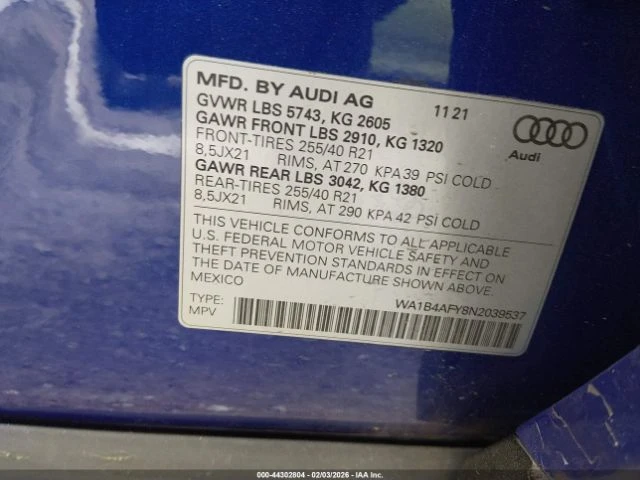 MFD. BY AUDI AG 11 21
GVWR LBS 5743, KG 2605
GAWR FRONT LBS 2910, KG 1320
FRONT-TIRES 255/40 R21
8,5JX21 RIMS, AT 270 KPA 39 PSI COLD
GAWR REAR LBS 3042, KG 1380
REAR-TIRES 255/40 R21
8,5JX21 RIMS, AT 290 KPA 42 PSI COLD
Audi
THIS VEHICLE CONFORMS TO ALL APPLICABLE
U.S. FEDERAL MOTOR VEHICLE SAFETY AND
THEFT PREVENTION STANDARDS IN EFFECT ON
THE DATE OF MANUFACTURE SHOWN ABOVE.
MEXICO
WA1B4AFY8N2039537
TYPE:
MPV
000-44302804 - 02/03/2026 - IAA Inc.